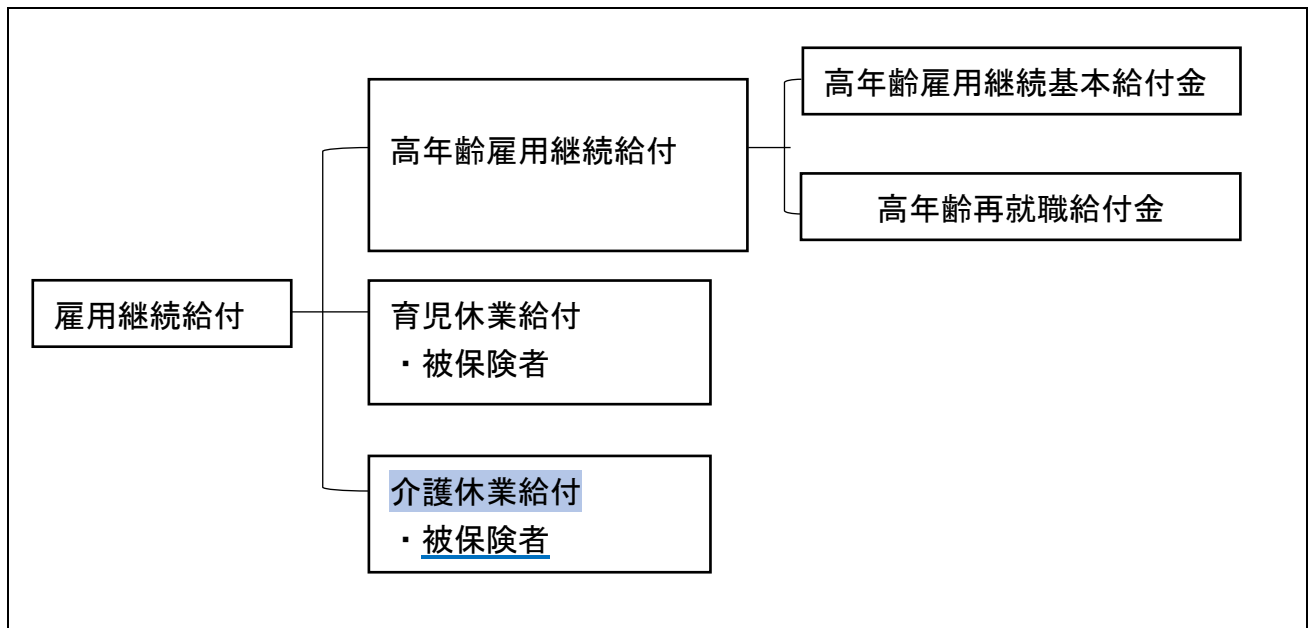 高年齢雇用継続基本給付金
高年齢雇用継続給付
高年齢再就職給付金
雇用継続給付
育児休業給付
・被保険者
介護休業給付
・被保険者